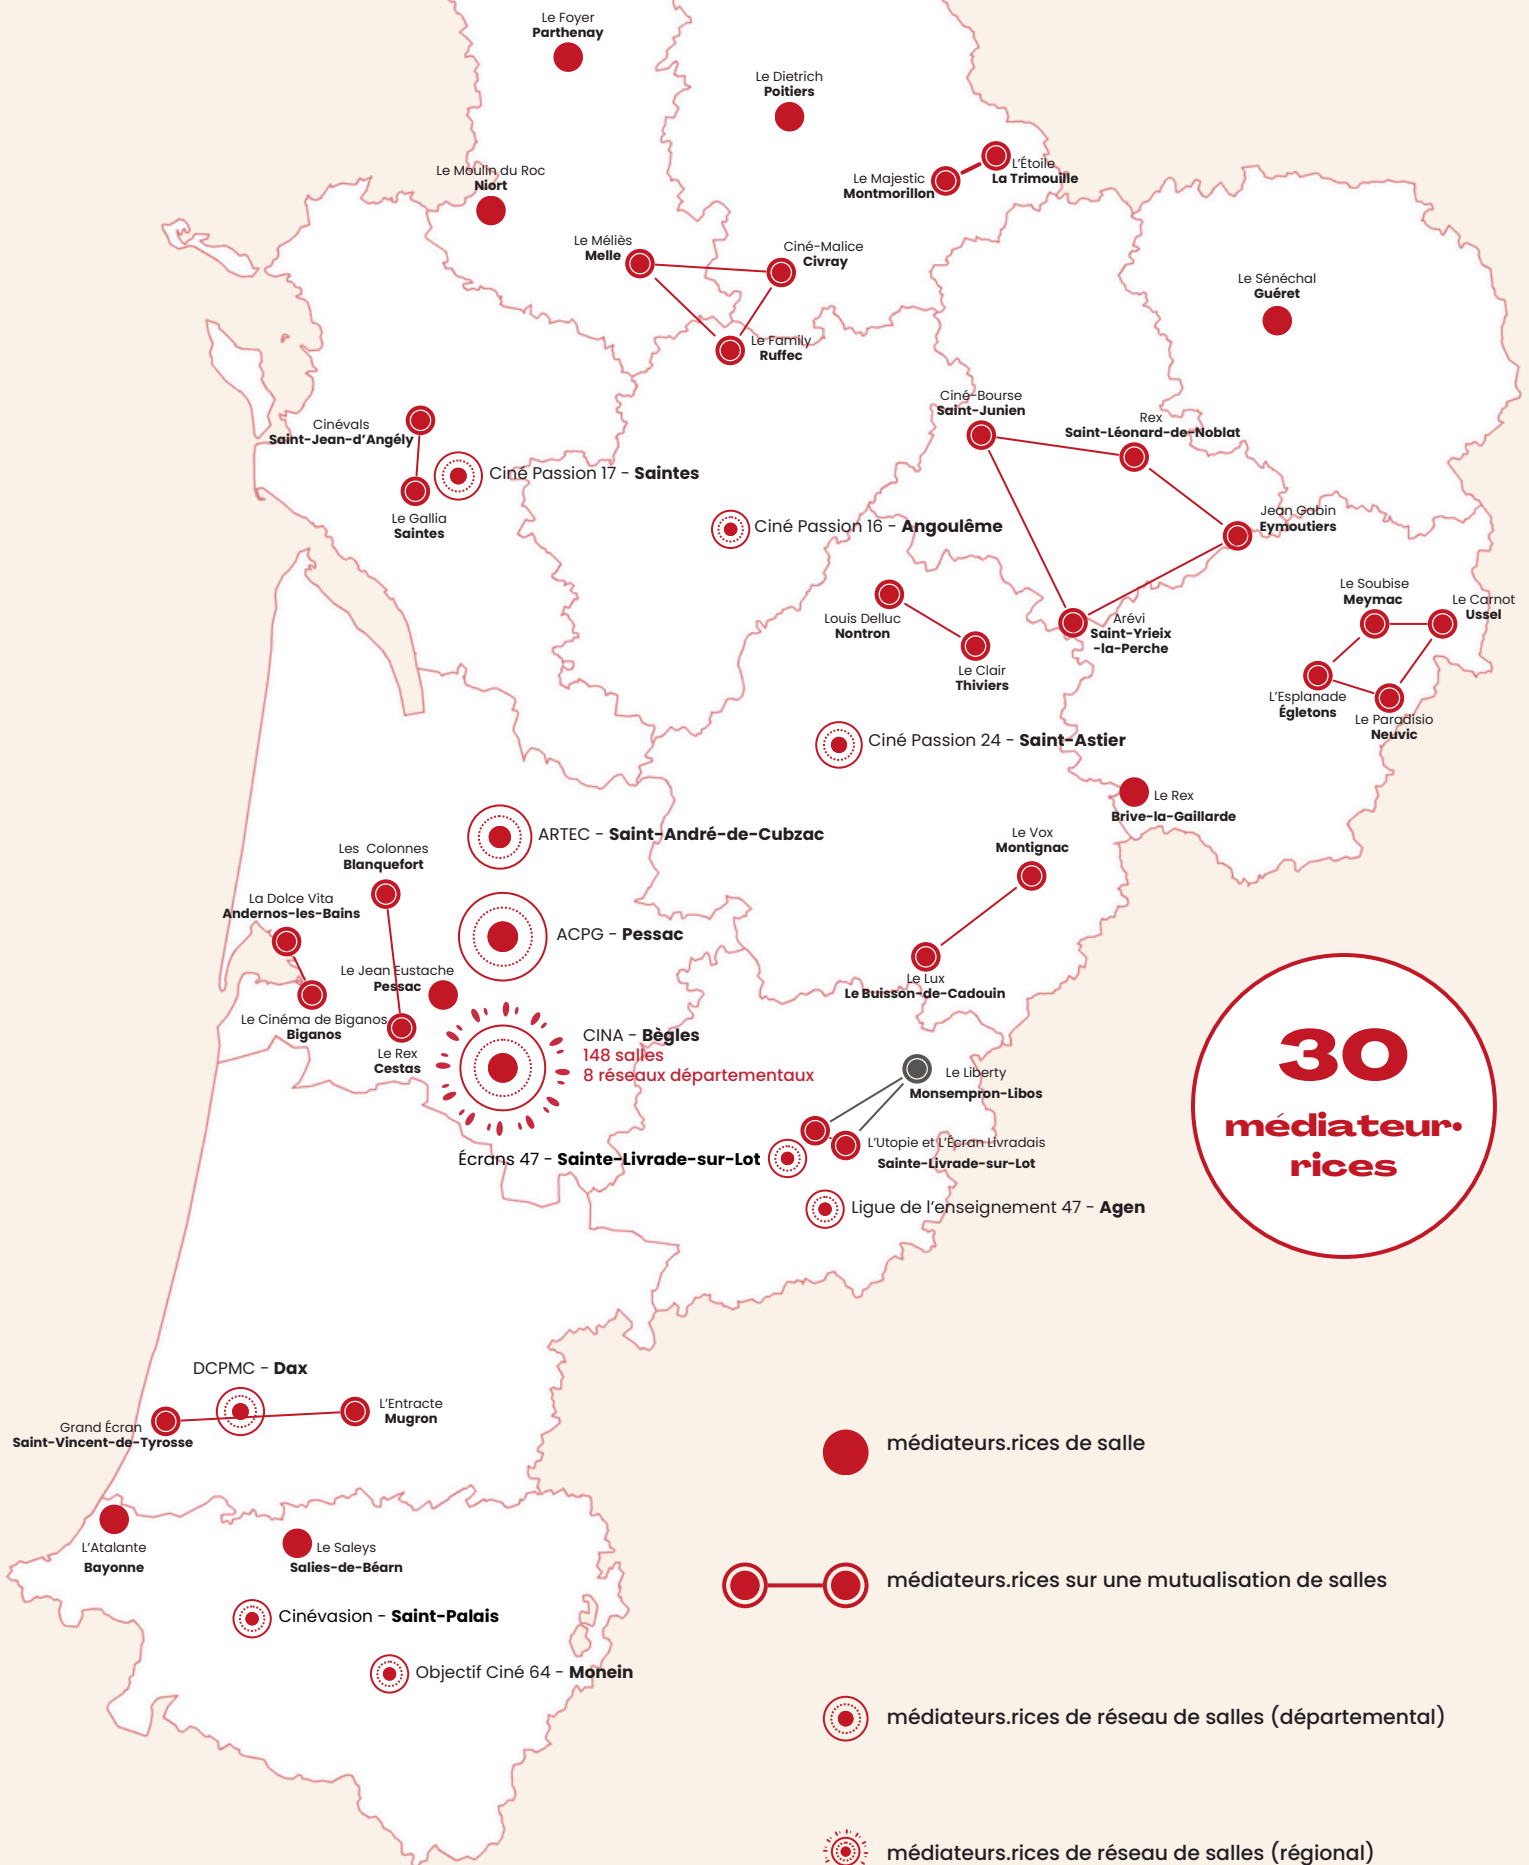 Le Foyer
Parthenay
Le Dietrich
Poitiers
L'Étoile
La Trimouille
Le Majestic
Montmorillon
Le Moulin du Roc
Niort
Le Méliès
Melle
Ciné-Malice
Civray
Le Family
Ruffec
Le Sénéchal
Guéret
Cinévals
Saint-Jean-d'Angély
Ciné Passion 17 - Saintes
Le Gallia
Saintes
Ciné-Bourse
Saint-Junien
Rex
Saint-Léonard-de-Noblat
Jean Gabin
Eymoutiers
Ciné Passion 16 - Angoulême
Louis Delluc
Nontron
Le Clair
Thiviers
Arévi
Saint-Yrieix
-la-Perche
Le Soubise
Meymac
Le Carnot
Ussel
L'Esplanade
Égletons
Le Paradisio
Neuvic
Ciné Passion 24 - Saint-Astier
Le Rex
Brive-la-Gaillarde
ARTEC - Saint-André-de-Cubzac
Le Vox
Montignac
Les Colonnes
Blanquefort
La Dolce Vita
Andernos-les-Bains
ACPG - Pessac
Le Jean Eustache
Pessac
Le Lux
Le Buisson-de-Cadouin
Le Cinéma de Biganos
Biganos
Le Rex
Cestas
CINA - Bègles
148 salles
8 réseaux départementaux
Le Liberty
Monsempron-Libos
L'Utopie et L'Écran Livradais
Sainte-Livrade-sur-Lot
Écrans 47 - Sainte-Livrade-sur-Lot
Ligue de l'enseignement 47 - Agen
30
médiateur·
rices
DCPMC - Dax
L'Entracte
Mugron
Grand Écran
Saint-Vincent-de-Tyrosse
L'Atalante
Bayonne
Le Saleys
Salies-de-Béarn
Cinévasion - Saint-Palais
Objectif Ciné 64 - Monein
médiateurs.rices de salle
médiateurs.rices sur une mutualisation de salles
médiateurs.rices de réseau de salles (départemental)
médiateurs.rices de réseau de salles (régional)